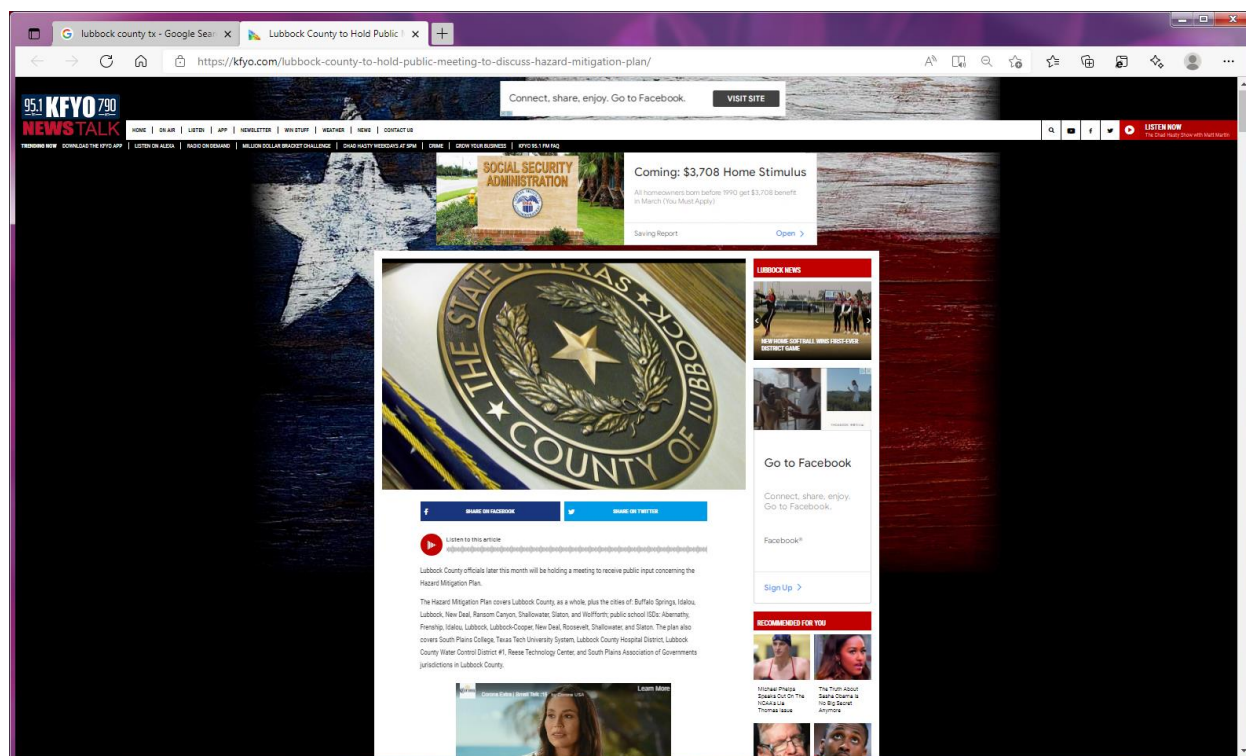 lubbock county tx - Google Sear
Lubbock County to Hold Public
https://kfyo.com/lubbock-county-to-hold-public-meeting-to-discuss-hazard-mitigation-plan/
Connect, share, enjoy. Go to Facebook.
VISIT SITE
95.1 KFYO 790
NEWSTALK
HOME | ON AIR | LISTEN | APP | NEWSLETTER | WIN STUFF | WEATHER | NEWS | CONTACT US
LISTEN NOW
The Chad Hasty Show with Matt Martin
TRENDING NOW DOWNLOAD THE KFYO APP | LISTEN ON ALEXA | RADIO ON DEMAND | MILLION DOLLAR BRACKET CHALLENGE | CHAD HASTY WEEKDAYS AT 5PM | CRIME | GROW YOUR BUSINESS | KFYO 95.1 FM FAQ
SOCIAL SECURITY
ADMINISTRATION
Coming: $3,708 Home Stimulus
All homeowners born before 1990 get $3,708 benefit
in March (You Must Apply)
Saving Report
Open >
THE STATE OF TEXAS
COUNTY OF LUBBOCK
LUBBOCK NEWS
NEW HOME SOFTBALL WINS FIRST-EVER
DISTRICT GAME
Go to Facebook
Connect, share, enjoy.
Go to Facebook.
Facebook®
Sign Up >
SHARE ON FACEBOOK
SHARE ON TWITTER
Listen to this article
Lubbock County officials later this month will be holding a meeting to receive public input concerning the
Hazard Mitigation Plan.
The Hazard Mitigation Plan covers Lubbock County, as a whole, plus the cities of: Buffalo Springs, Idalou,
Lubbock, New Deal, Ransom Canyon, Shallowater, Slaton, and Wolfforth; public school ISDs: Abernathy,
Frenship, Idalou, Lubbock, Lubbock-Cooper, New Deal, Roosevelt, Shallowater, and Slaton. The plan also
covers South Plains College, Texas Tech University System, Lubbock County Hospital District, Lubbock
County Water Control District #1, Reese Technology Center, and South Plains Association of Governments
jurisdictions in Lubbock County.
Learn More
RECOMMENDED FOR YOU
Michael Phelps
Speaks Out On The
NCAA's Lia
Thomas Issue
The Truth About
Sasha Obama Is
No Big Secret
Anymore